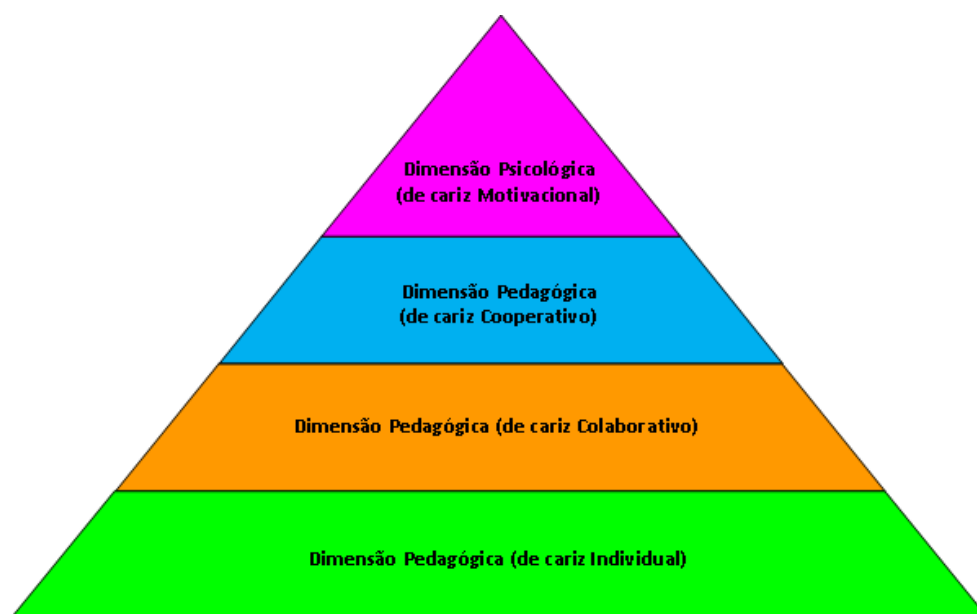 Dimensão Psicológica
(de cariz Motivacional)
Dimensão Pedagógica
(de cariz Cooperativo)
Dimensão Pedagógica (de cariz Colaborativo)
Dimensão Pedagógica (de cariz Individual)